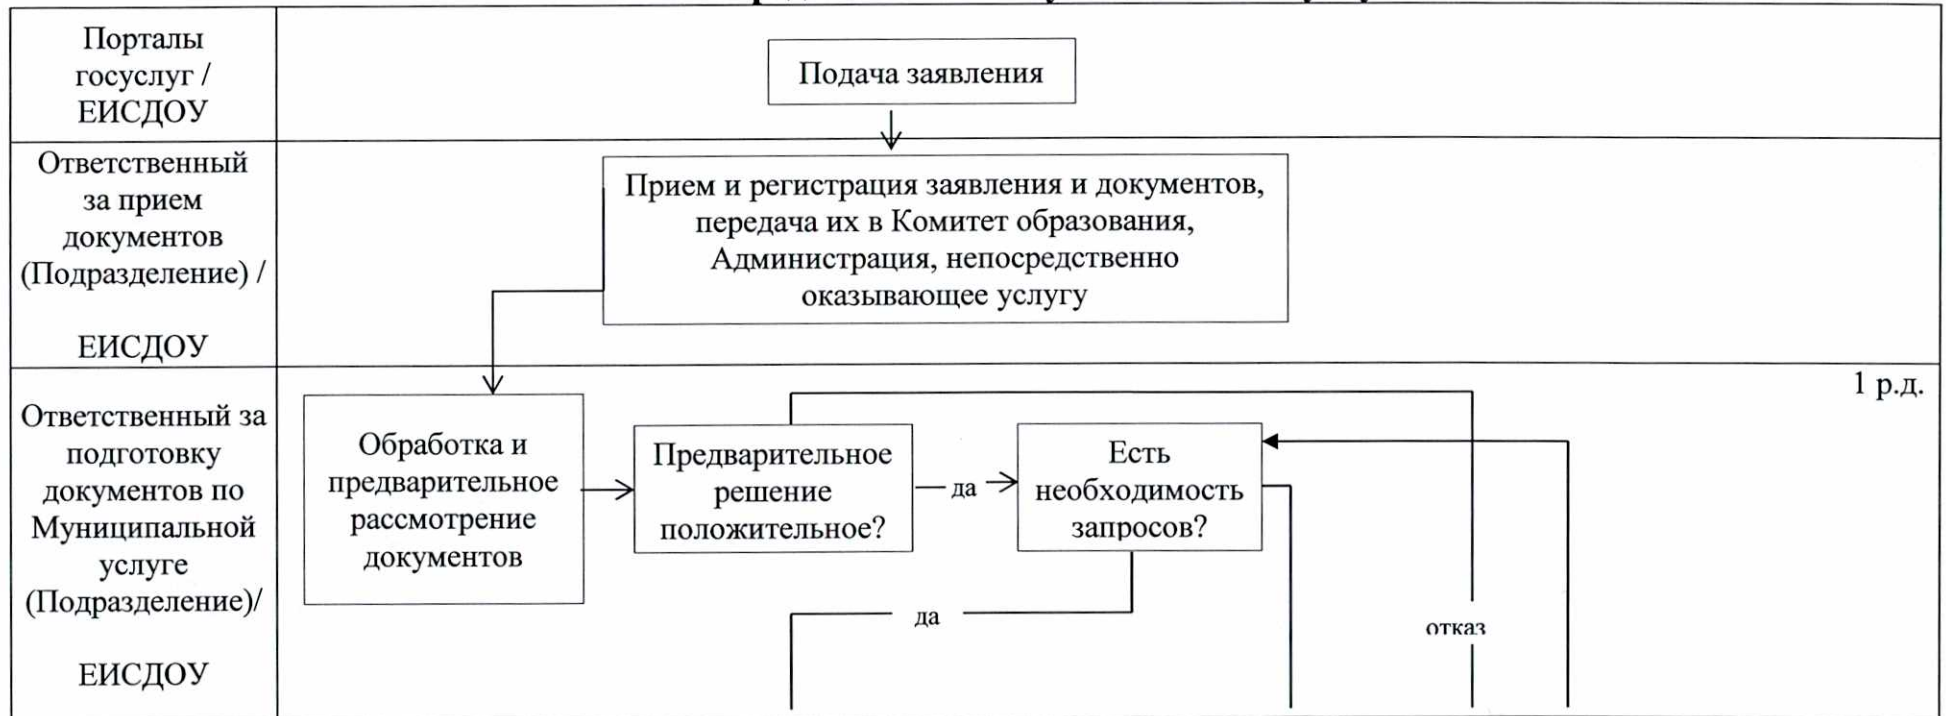 Порталы
госуслуг /
ЕИСДОУ
Подача заявления
Ответственный
за прием
документов
(Подразделение) /
ЕИСДОУ
Прием и регистрация заявления и документов,
передача их в Комитет образования,
Администрация, непосредственно
оказывающее услугу
1 р.д.
Ответственный за
подготовку
документов по
Муниципальной
услуге
(Подразделение)/
ЕИСДОУ
Обработка и
предварительное
рассмотрение
документов
Предварительное
решение
положительное?
да
Есть
необходимость
запросов?
да
отказ